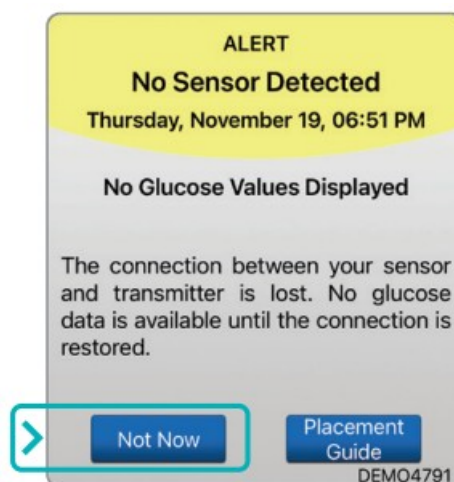 ALERT
No Sensor Detected
Thursday, November 19, 06:51 PM
No Glucose Values Displayed
The connection between your sensor
and transmitter is lost. No glucose
data is available until the connection is
restored.
Not Now
Placement
Guide
DEMO4791